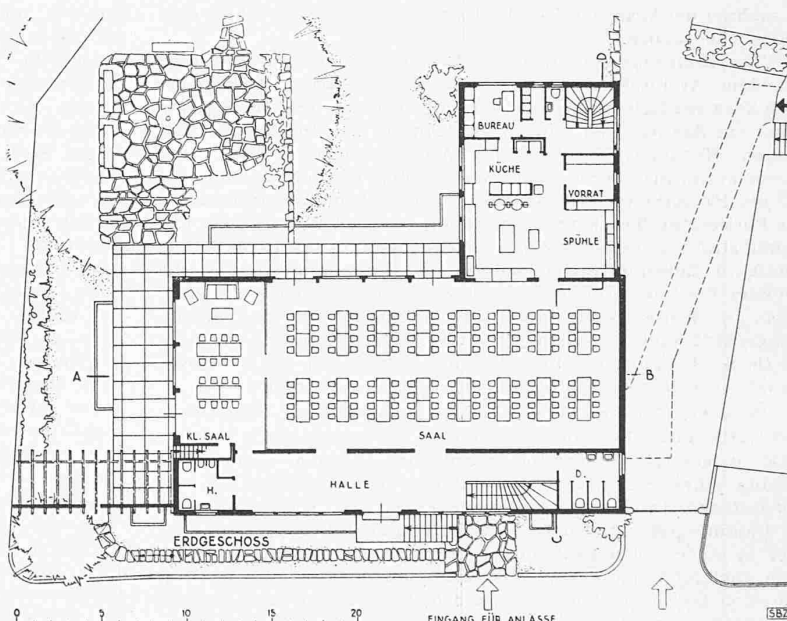 BUREAU
KÜCHE
VORRAT
SPÜHLE
D
A
B
KL. SAAL
SAAL
H.
HALLE
D.
C
ERDGESCHOSS
0 5 10 15 20
EINGANG FÜR ANLÄSSE
SBZ